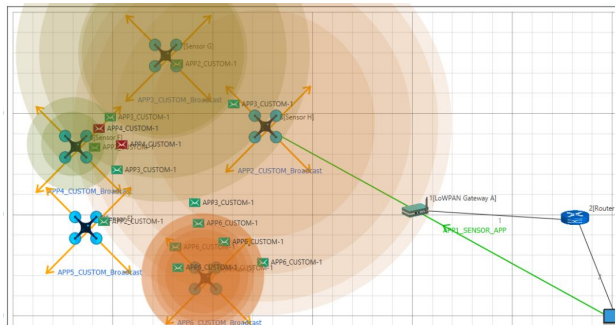 [Sensor G]
APP2_CUSTOM-1
APP3_CUSTOM_Broadcast
APP3_CUSTOM-1
APP3_CUSTOM-1
[Sensor H]
APP4_CUSTOM-1
APP4_CUSTOM-1
APP3_CUSTOM-1
APP2_CUSTOM_Broadcast
APP4_CUSTOM_Broadcast
1[LoWPAN Gateway A]
APP3_CUSTOM-1
2[Router
1
APP2_CUSTOM-1
APP6_CUSTOM-1
APP1_SENSOR_APP
APP6_CUSTOM-1
APP6_CUSTOM-1
APP5_CUSTOM_Broadcast
APP6_CUSTOM_Broadcast